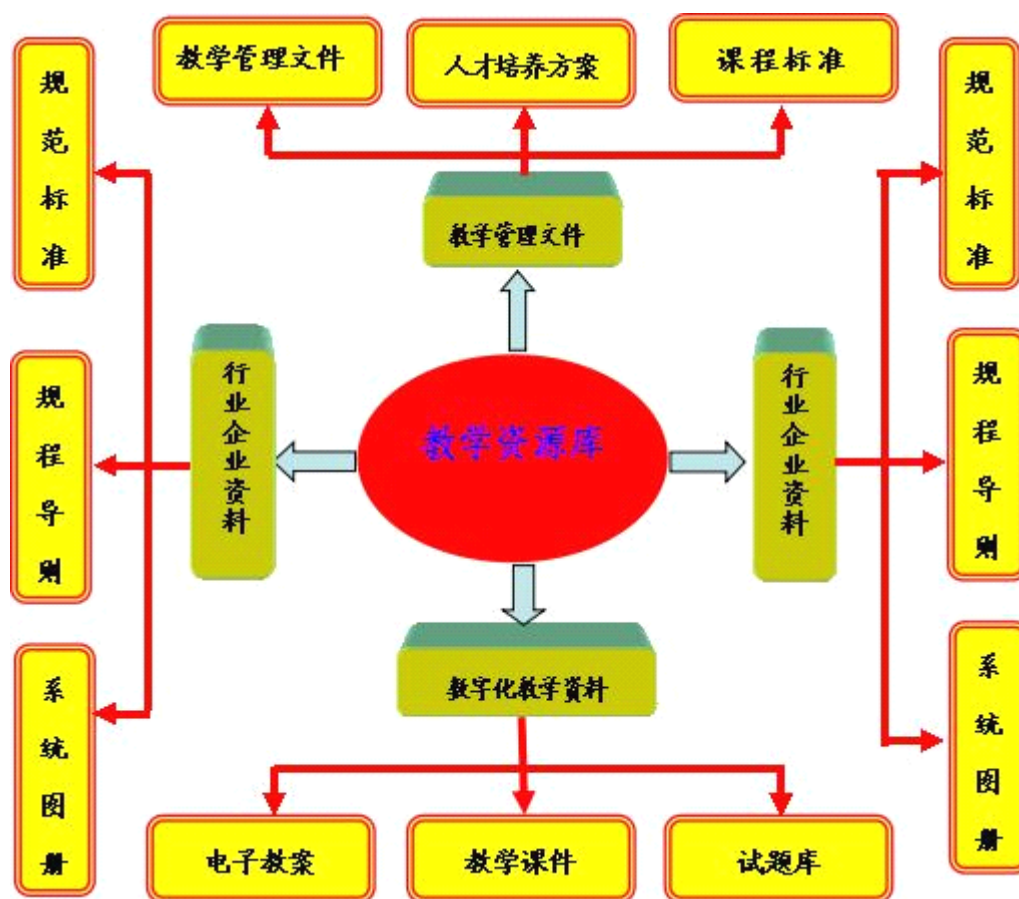 教学管理文件
人才培养方案
课程标准
规范标准
规范标准
教学管理文件
行业企业资料
教学资源库
行业企业资料
规程导则
规程导则
数字化教学资料
系统图册
系统图册
电子教案
教学课件
试题库